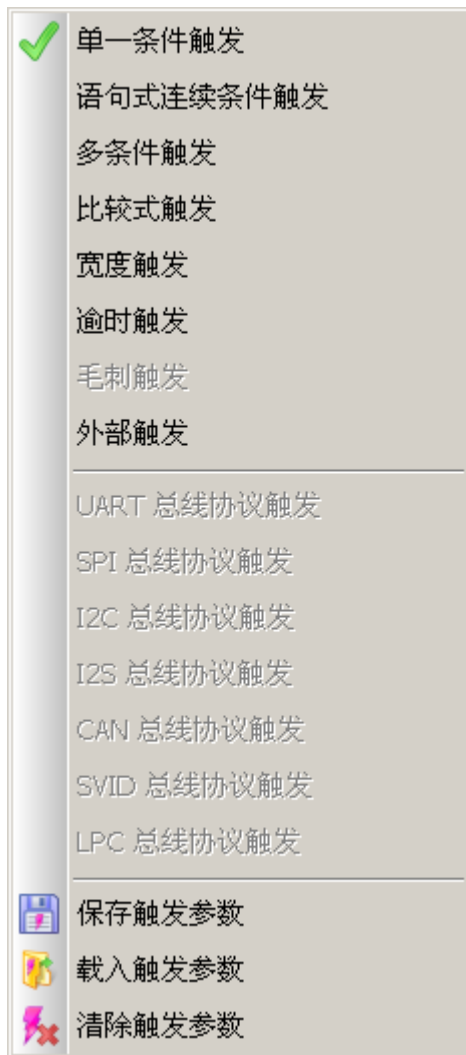 单一条件触发
语句式连续条件触发
多条件触发
比较式触发
宽度触发
逾时触发
毛刺触发
外部触发
UART 总线协议触发
SPI 总线协议触发
I2C 总线协议触发
I2S 总线协议触发
CAN 总线协议触发
SVID 总线协议触发
LPC 总线协议触发
保存触发参数
载入触发参数
清除触发参数